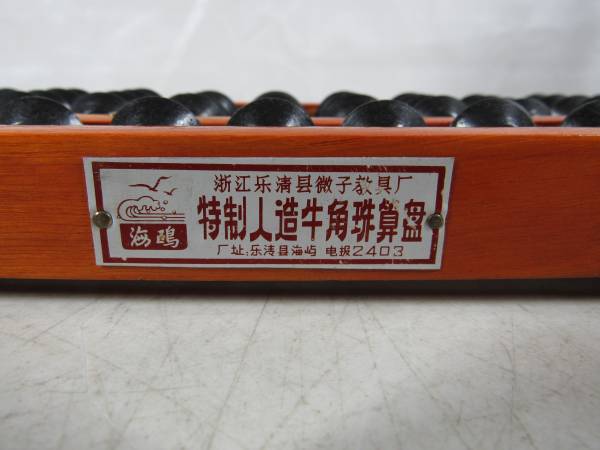 浙江乐清县微子教具厂
海鸥
特制人造牛角珠算盘
厂址:乐清县海屿 电报2403